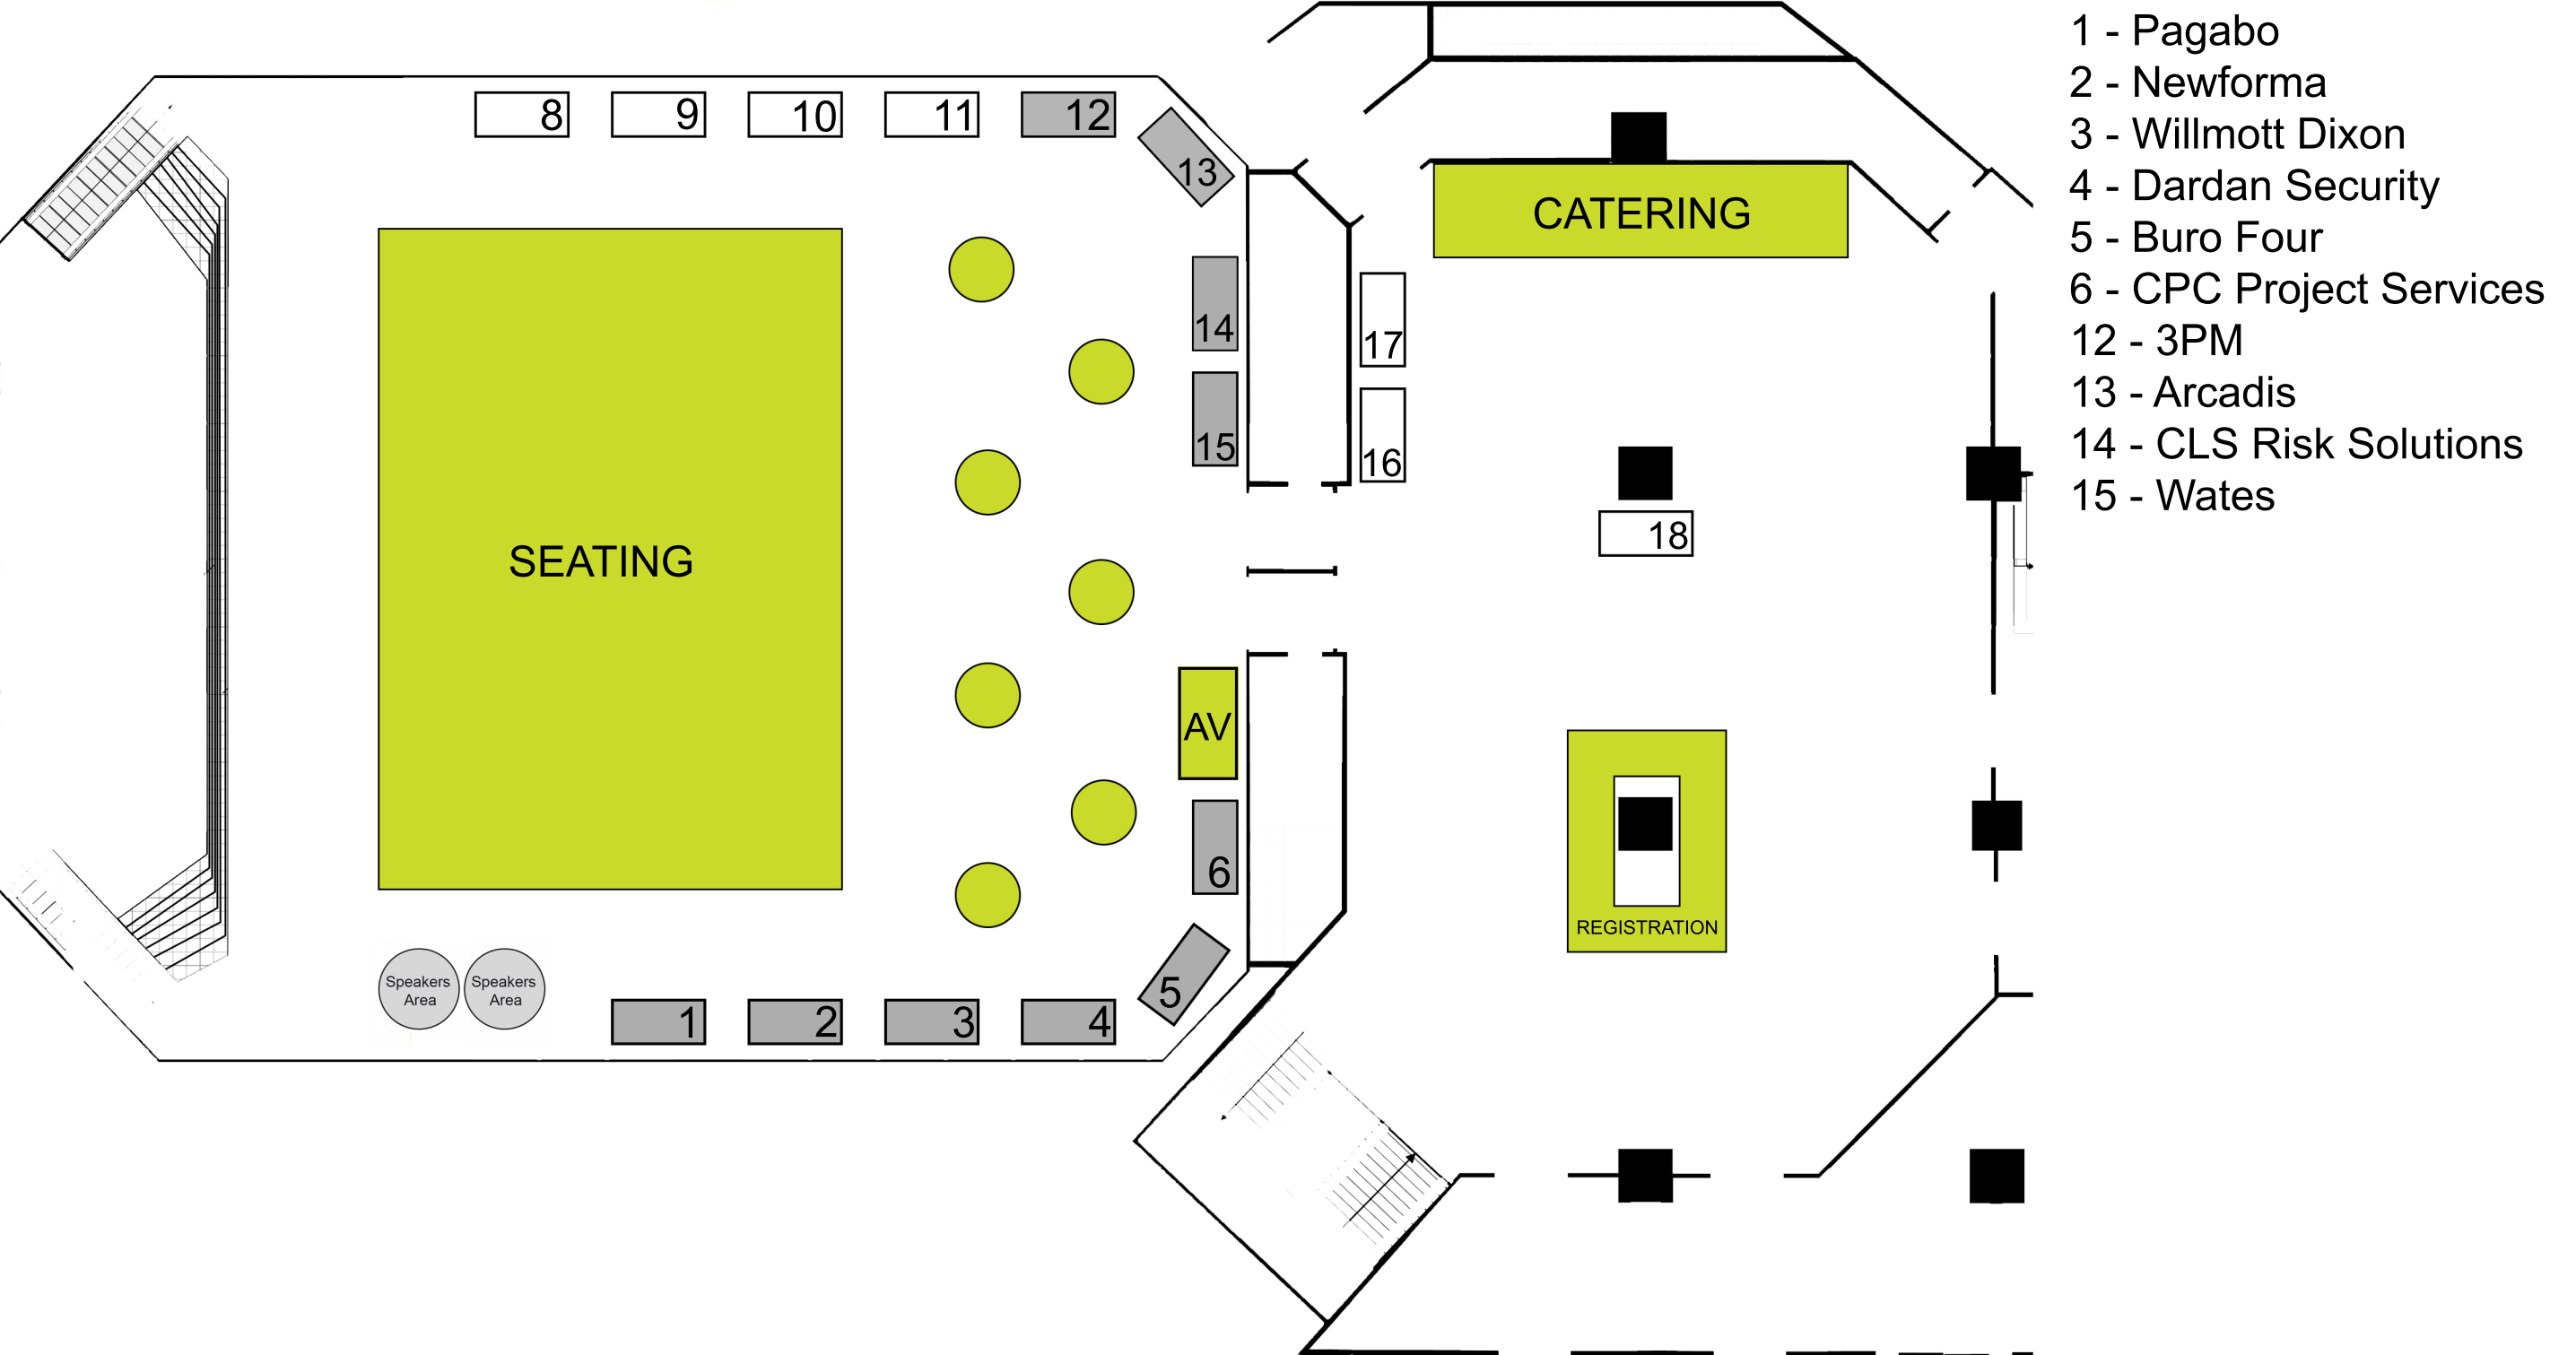 8
9
10
11
12
13
14
15
17
16
18
CATERING
SEATING
AV
6
5
REGISTRATION
Speakers
Area
Speakers
Area
1
2
3
4
1 - Pagabo
2 - Newforma
3 - Willmott Dixon
4 - Dardan Security
5 - Buro Four
6 - CPC Project Services
12 - 3PM
13 - Arcadis
14 - CLS Risk Solutions
15 - Wates